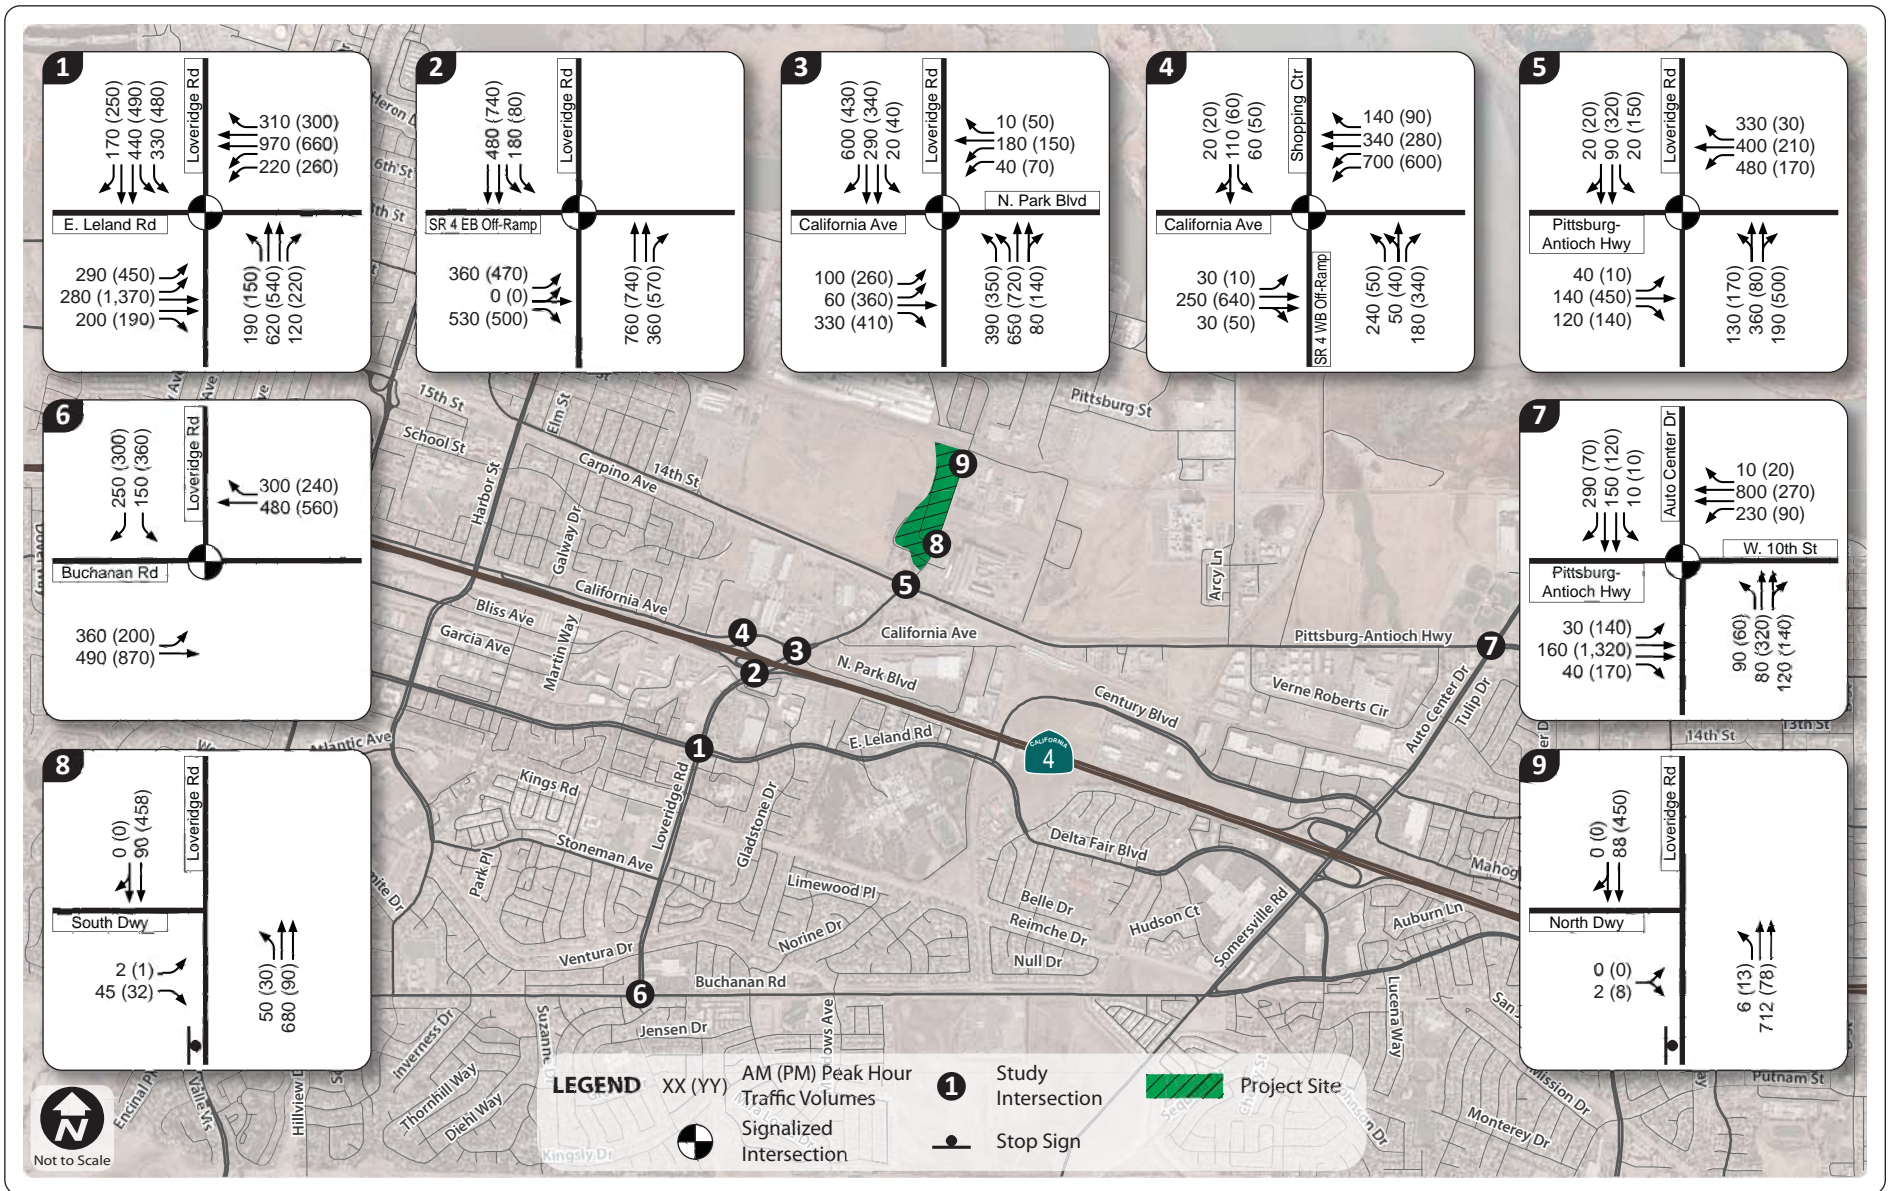 1
170 (250)
440 (490)
330 (480)
Loveridge Rd
310 (300)
970 (660)
220 (260)
E. Leland Rd
290 (450)
280 (1,370)
200 (190)
190 (150)
620 (540)
120 (220)
2
480 (740)
180 (80)
Loveridge Rd
SR 4 EB Off-Ramp
360 (470)
0 (0)
530 (500)
760 (740)
360 (570)
3
600 (430)
290 (340)
20 (40)
Loveridge Rd
10 (50)
180 (150)
40 (70)
N. Park Blvd
California Ave
100 (260)
60 (360)
330 (410)
390 (350)
650 (720)
80 (140)
4
20 (20)
110 (60)
60 (50)
Shopping Ctr
140 (90)
340 (280)
700 (600)
California Ave
30 (10)
250 (640)
30 (50)
SR 4 WB Off-Ramp
240 (50)
50 (40)
180 (340)
5
20 (20)
90 (320)
20 (150)
Loveridge Rd
330 (30)
400 (210)
480 (170)
Pittsburg-
Antioch Hwy
40 (10)
140 (450)
120 (140)
130 (170)
360 (80)
190 (500)
6
250 (300)
150 (360)
Loveridge Rd
300 (240)
480 (560)
Buchanan Rd
360 (200)
490 (870)
7
290 (70)
150 (120)
10 (10)
Auto Center Dr
10 (20)
800 (270)
230 (90)
W. 10th St
Pittsburg-
Antioch Hwy
30 (140)
160 (1,320)
40 (170)
90 (60)
80 (320)
120 (140)
8
0 (0)
90 (458)
Loveridge Rd
South Dwy
2 (1)
45 (32)
50 (30)
680 (90)
9
0 (0)
88 (450)
Loveridge Rd
North Dwy
0 (0)
2 (8)
6 (13)
712 (78)
6th St
15th St
School St
Elm St
Carpino Ave
14th St
Harbor St
Galway Dr
Pittsburg St
9
8
5
4
3
2
7
1
6
California Ave
Bliss Ave
Garcia Ave
Martin Way
California Ave
Arcy Ln
Pittsburg-Antioch Hwy
N. Park Blvd
Century Blvd
Verne Roberts Cir
Auto Center Dr
Tulip Dr
14th St
13th St
Atlantic Ave
E. Leland Rd
CALIFORNIA
4
Kings Rd
Loveridge Rd
Gladstone Dr
Stoneman Ave
Park Pl
Delta Fair Blvd
Limewood Pl
Belle Dr
Reimche Dr
Hudson Ct
Somersville Rd
Auburn Ln
Norine Dr
Ventura Dr
Null Dr
Buchanan Rd
Lucena Way
Jensen Dr
Inverness Dr
Thornhill Way
Diehl Way
Kingsly Dr
Mission Dr
Monterey Dr
Putnam St
LEGEND
XX (YY)
AM (PM) Peak Hour
Traffic Volumes
1
Study
Intersection
Project Site
Signalized
Intersection
Stop Sign
N
Not to Scale